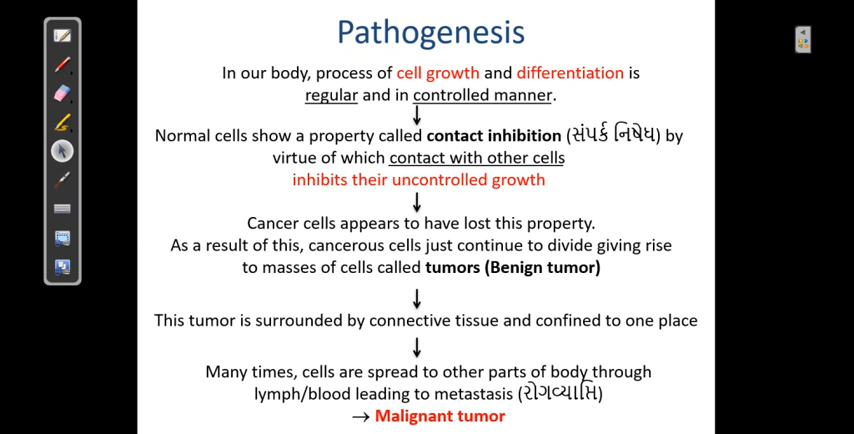 Pathogenesis
In our body, process of cell growth and differentiation is
regular and in controlled manner.
↓
Normal cells show a property called contact inhibition (સંપર્ક નિષેધ) by
virtue of which contact with other cells
inhibits their uncontrolled growth
↓
Cancer cells appears to have lost this property.
As a result of this, cancerous cells just continue to divide giving rise
to masses of cells called tumors (Benign tumor)
↓
This tumor is surrounded by connective tissue and confined to one place
↓
Many times, cells are spread to other parts of body through
lymph/blood leading to metastasis (રોગવ્યાપ્તિ)
→ Malignant tumor